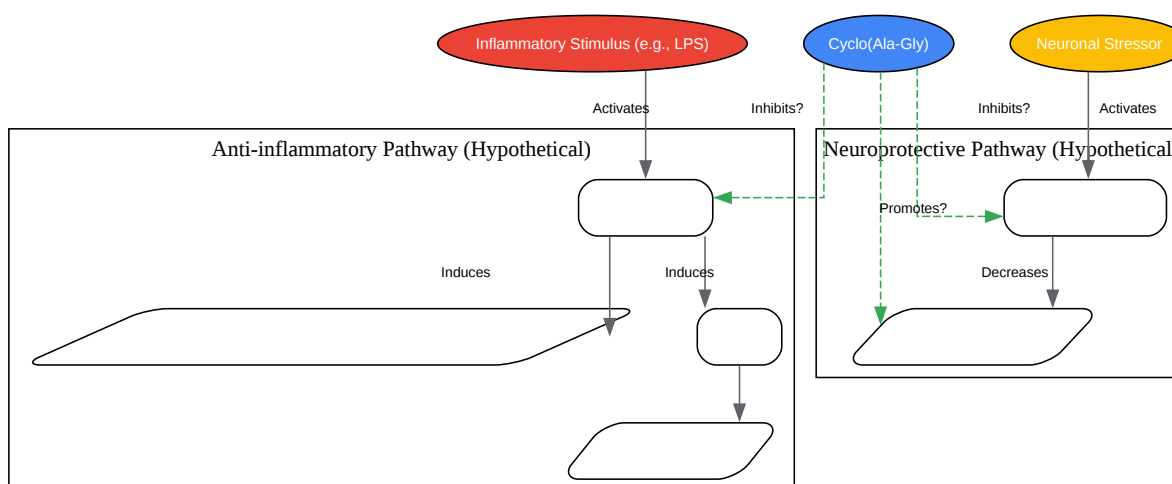 Inflammatory Stimulus (e.g., LPS)
Cyclo(Ala-Gly)
Neuronal Stressor
Activates
Inhibits?
Inhibits?
Activates
Anti-inflammatory Pathway (Hypothetical)
Neuroprotective Pathway (Hypothetical
Promotes?
Induces
Induces
Decreases